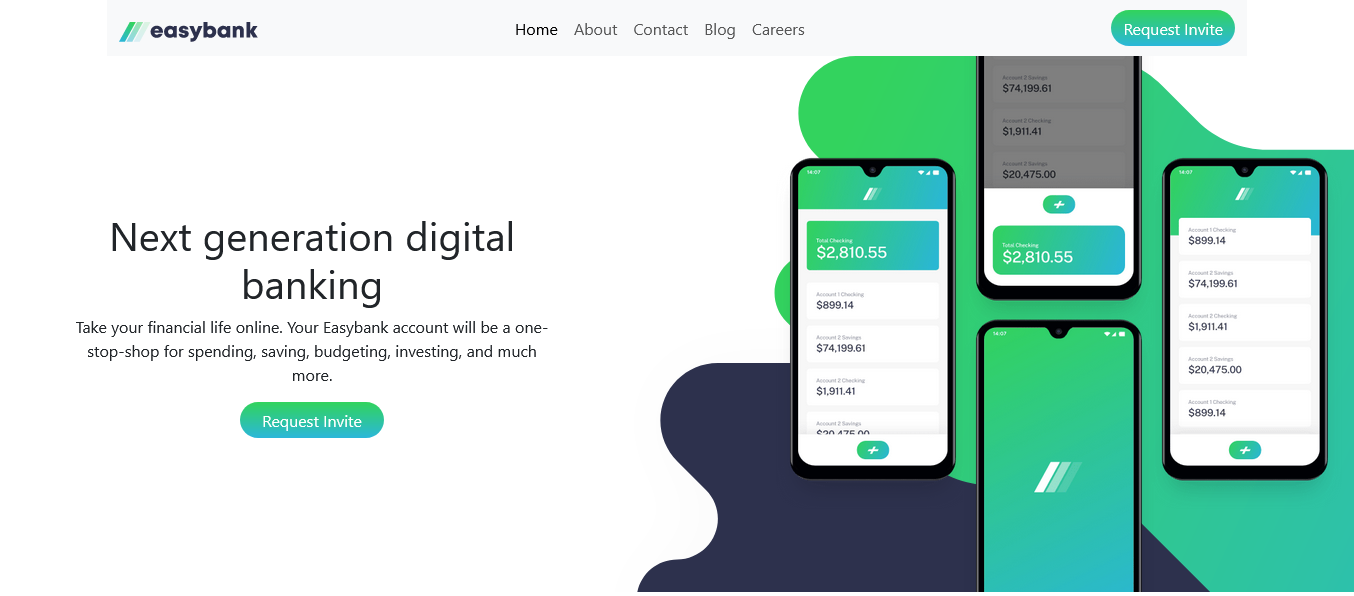 easybank
Home About Contact Blog Careers
Request Invite
Next generation digital
banking
Take your financial life online. Your Easybank account will be a one-
stop-shop for spending, saving, budgeting, investing, and much
more.
Request Invite
14:07
Total Checking
$2,810.55
Account 1 Checking
$899.14
Account 2 Savings
$74,199.61
Account 2 Checking
$1,911.41
Account 2 Savings
$20,475.00
Account 2 Savings
$74,199.61
Account 2 Checking
$1,911.41
Account 2 Savings
$20,475.00
Total Checking
$2,810.55
14:07
14:07
Account 1 Checking
$899.14
Account 2 Savings
$74,199.61
Account 2 Checking
$1,911.41
Account 2 Savings
$20,475.00
Account 1 Checking
$899.14